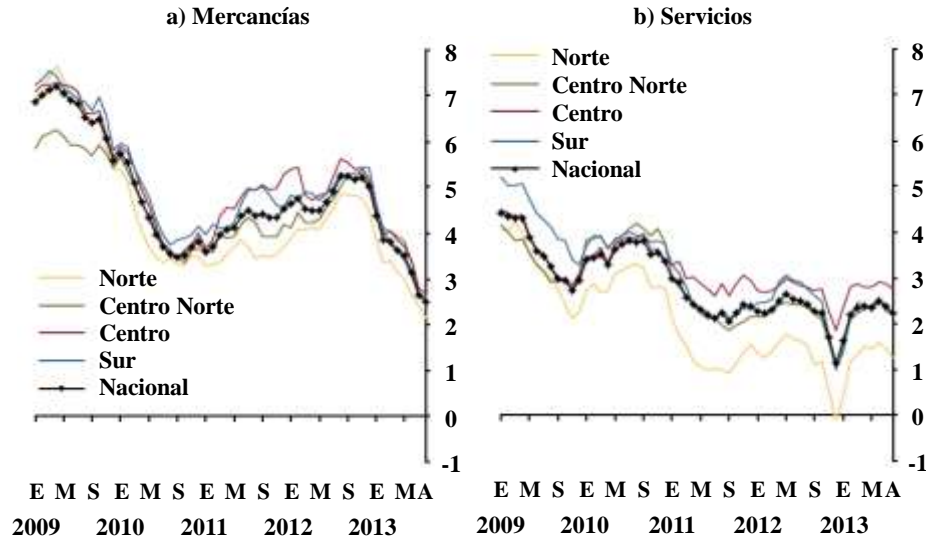 a) Mercancías
8
7
6
5
4
3
2
1
0
-1
Norte
Centro Norte
Centro
Sur
Nacional
E M S E M S E M S E M S E M A
2009 2010 2011 2012 2013
b) Servicios
Norte
Centro Norte
Centro
Sur
Nacional
8
7
6
5
4
3
2
1
0
-1
E M S E M S E M S E M S E M A
2009 2010 2011 2012 2013